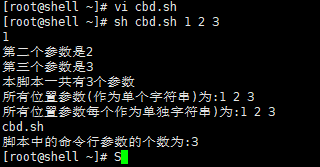 [root@shell ~]# vi cbd.sh
[root@shell ~]# sh cbd.sh 1 2 3
1
第二个参数是2
第三个参数是3
本脚本一共有3个参数
所有位置参数(作为单个字符串)为:1 2 3
所有位置参数每个作为单独字符串)为:1 2 3
cbd.sh
脚本中的命令行参数的个数为:3
[root@shell ~]# S